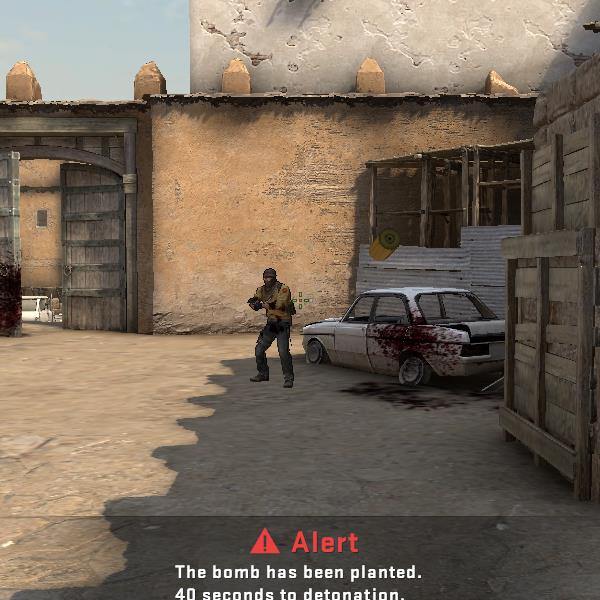 Alert
The bomb has been planted.
40 seconds to detonation.